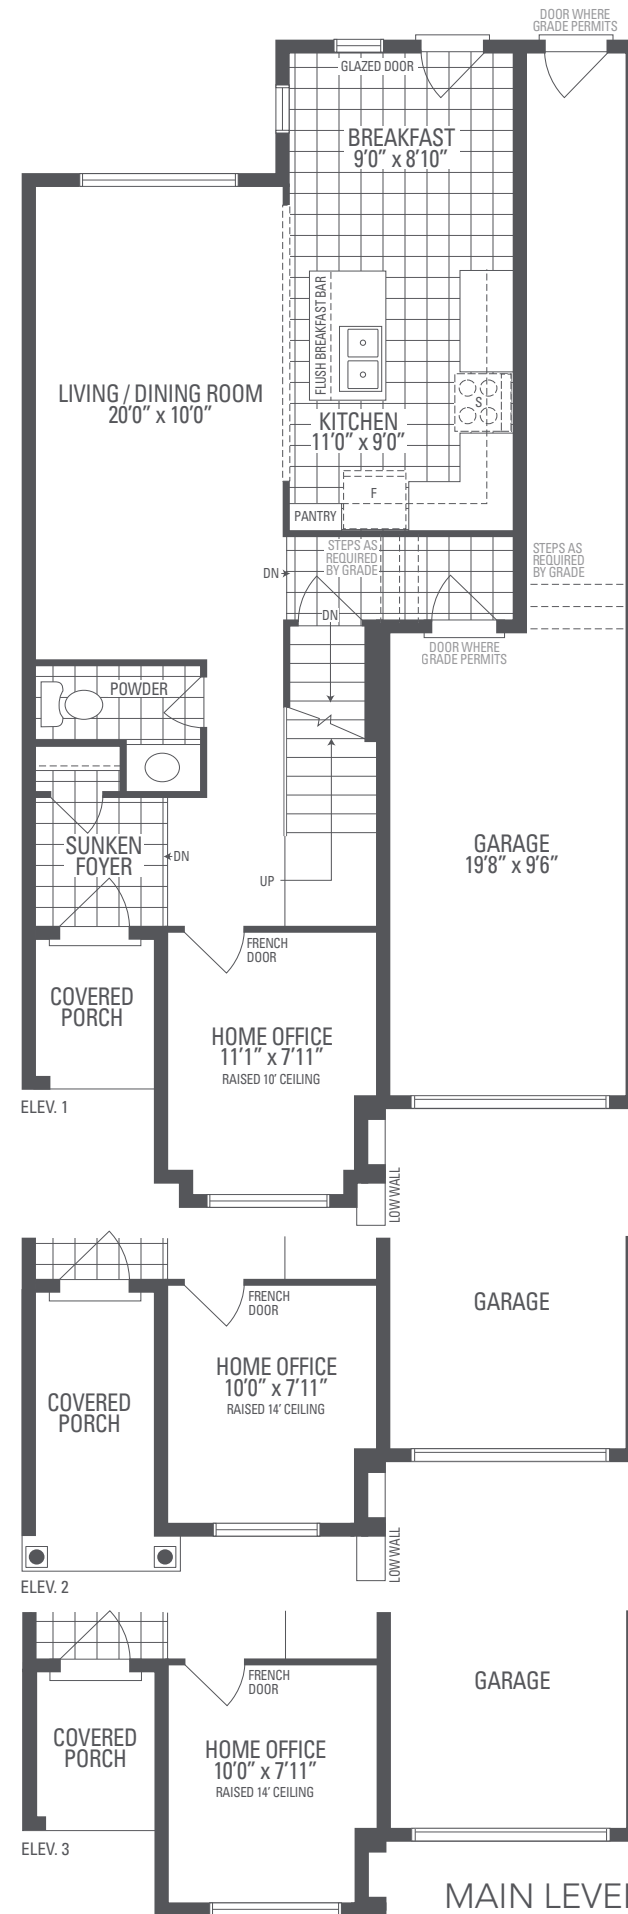 DOOR WHERE
GRADE PERMITS
GLAZED DOOR
BREAKFAST
9'0" x 8'10"
FLUSH BREAKFAST BAR
LIVING / DINING ROOM
20'0" x 10'0"
S
KITCHEN
11'0" x 9'0"
F
PANTRY
STEPS AS
REQUIRED
BY GRADE
STEPS AS
REQUIRED
BY GRADE
DN
DN
DOOR WHERE
GRADE PERMITS
POWDER
SUNKEN
FOYER
DN
GARAGE
19'8" x 9'6"
UP
FRENCH
DOOR
COVERED
PORCH
HOME OFFICE
11'1" x 7'11"
RAISED 10' CEILING
ELEV. 1
LOW WALL
FRENCH
DOOR
GARAGE
HOME OFFICE
10'0" x 7'11"
RAISED 14' CEILING
COVERED
PORCH
LOW WALL
ELEV. 2
FRENCH
DOOR
GARAGE
COVERED
PORCH
HOME OFFICE
10'0" x 7'11"
RAISED 14' CEILING
ELEV. 3
MAIN LEVEL